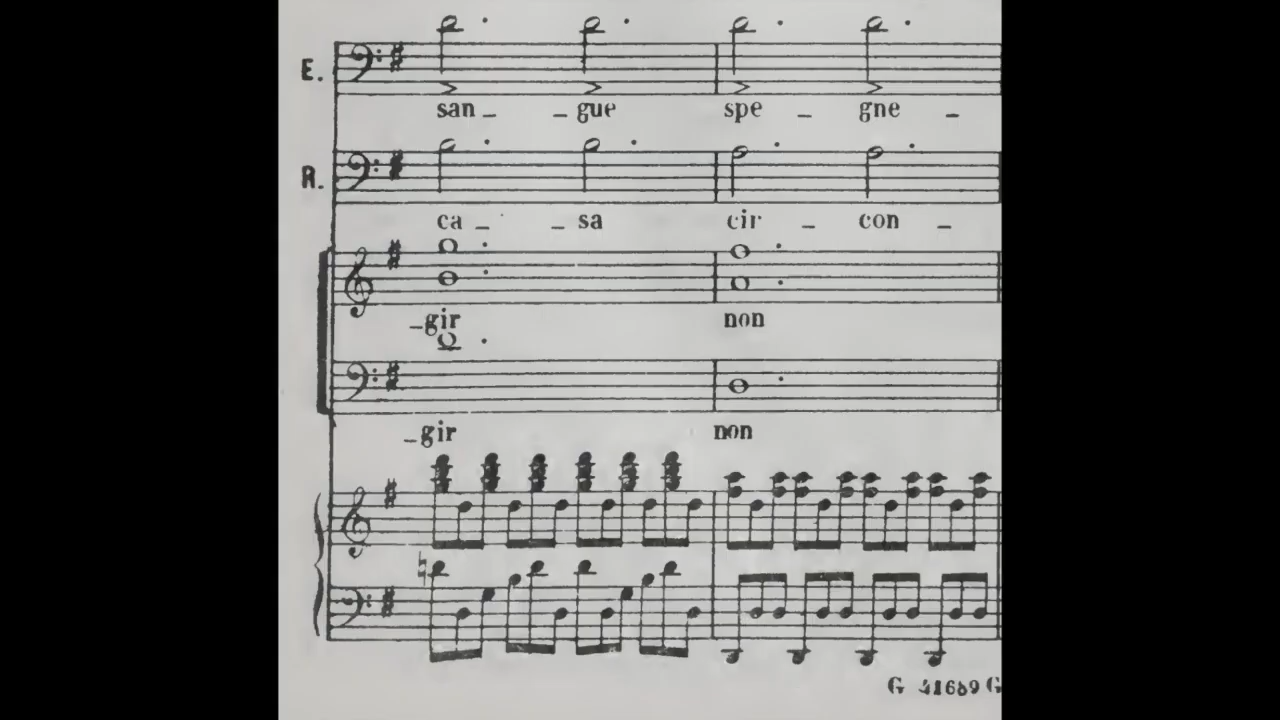 E.
san _ _ gue spe _ gne _
R.
ca _ _ sa cir _ con _
_gir non
_gir non
G 41689 G